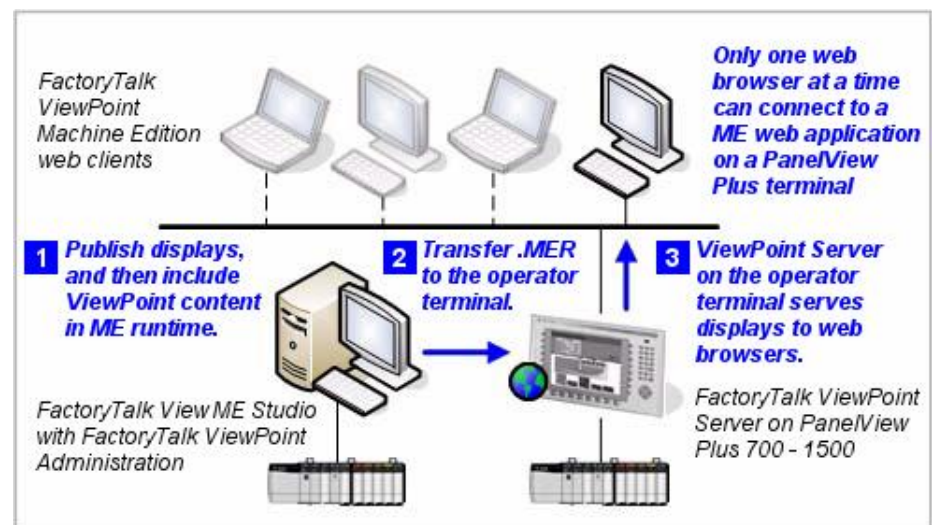 FactoryTalk
ViewPoint
Machine Edition
web clients
Only one web
browser at a time
can connect to a
ME web application
on a PanelView
Plus terminal
1 Publish displays,
and then include
ViewPoint content
in ME runtime.
2 Transfer .MER
to the operator
terminal.
3 ViewPoint Server
on the operator
terminal serves
displays to web
browsers.
FactoryTalk View ME Studio
with FactoryTalk ViewPoint
Administration
FactoryTalk ViewPoint
Server on PanelView
Plus 700 - 1500